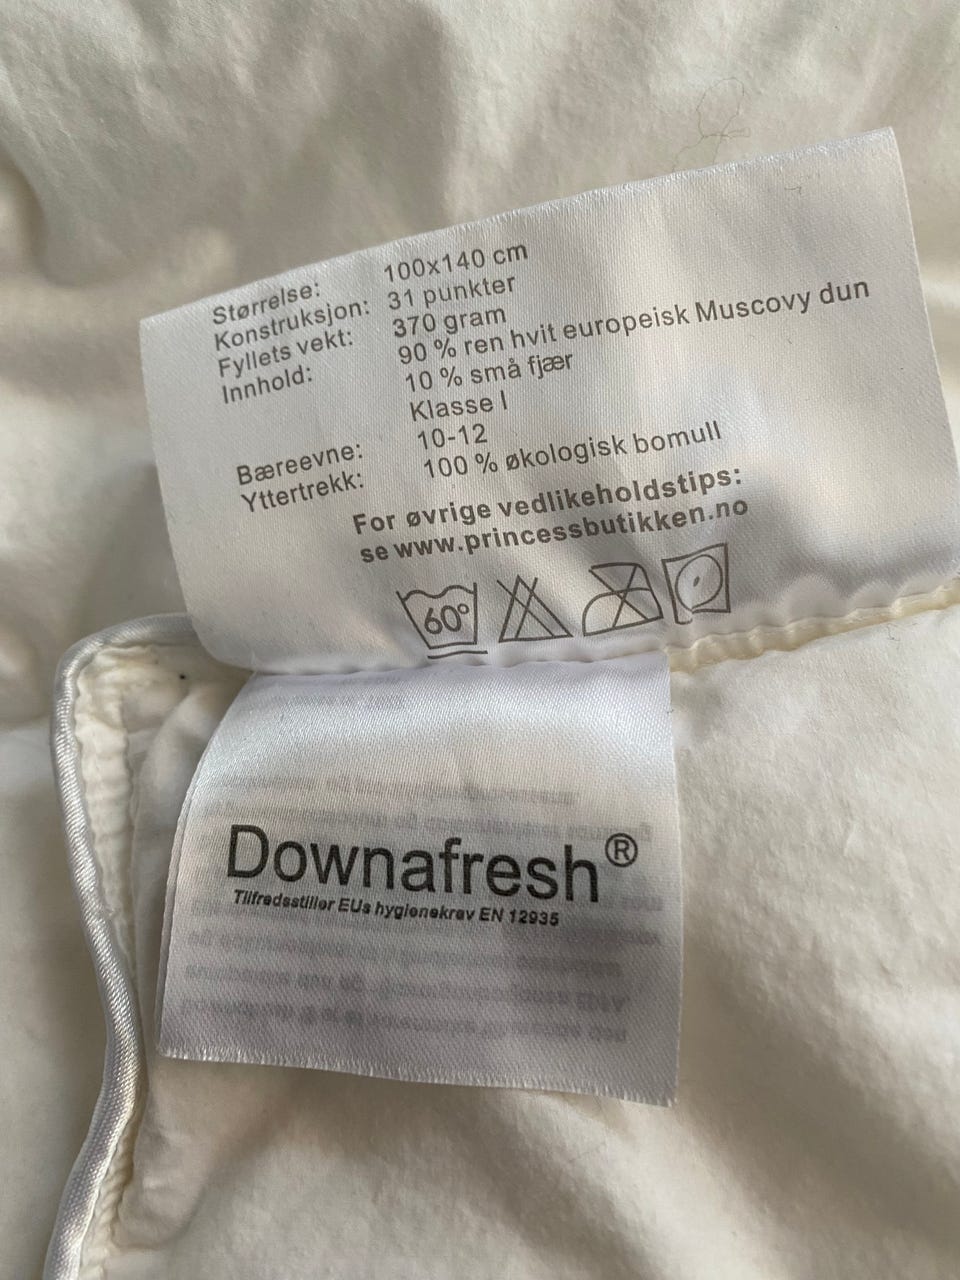 Størrelse: 100x140 cm
Konstruksjon: 31 punkter
Fyllets vekt: 370 gram
Innhold: 90 % ren hvit europeisk Muscovy dun
10 % små fjær
Klasse I
Bæreevne: 10-12
Yttertrekk: 100 % økologisk bomull
For øvrige vedlikeholdstips:
se www.princessbutikken.no
60°
Downafresh®
Tilfredsstiller EUs hygienekrav EN 12935